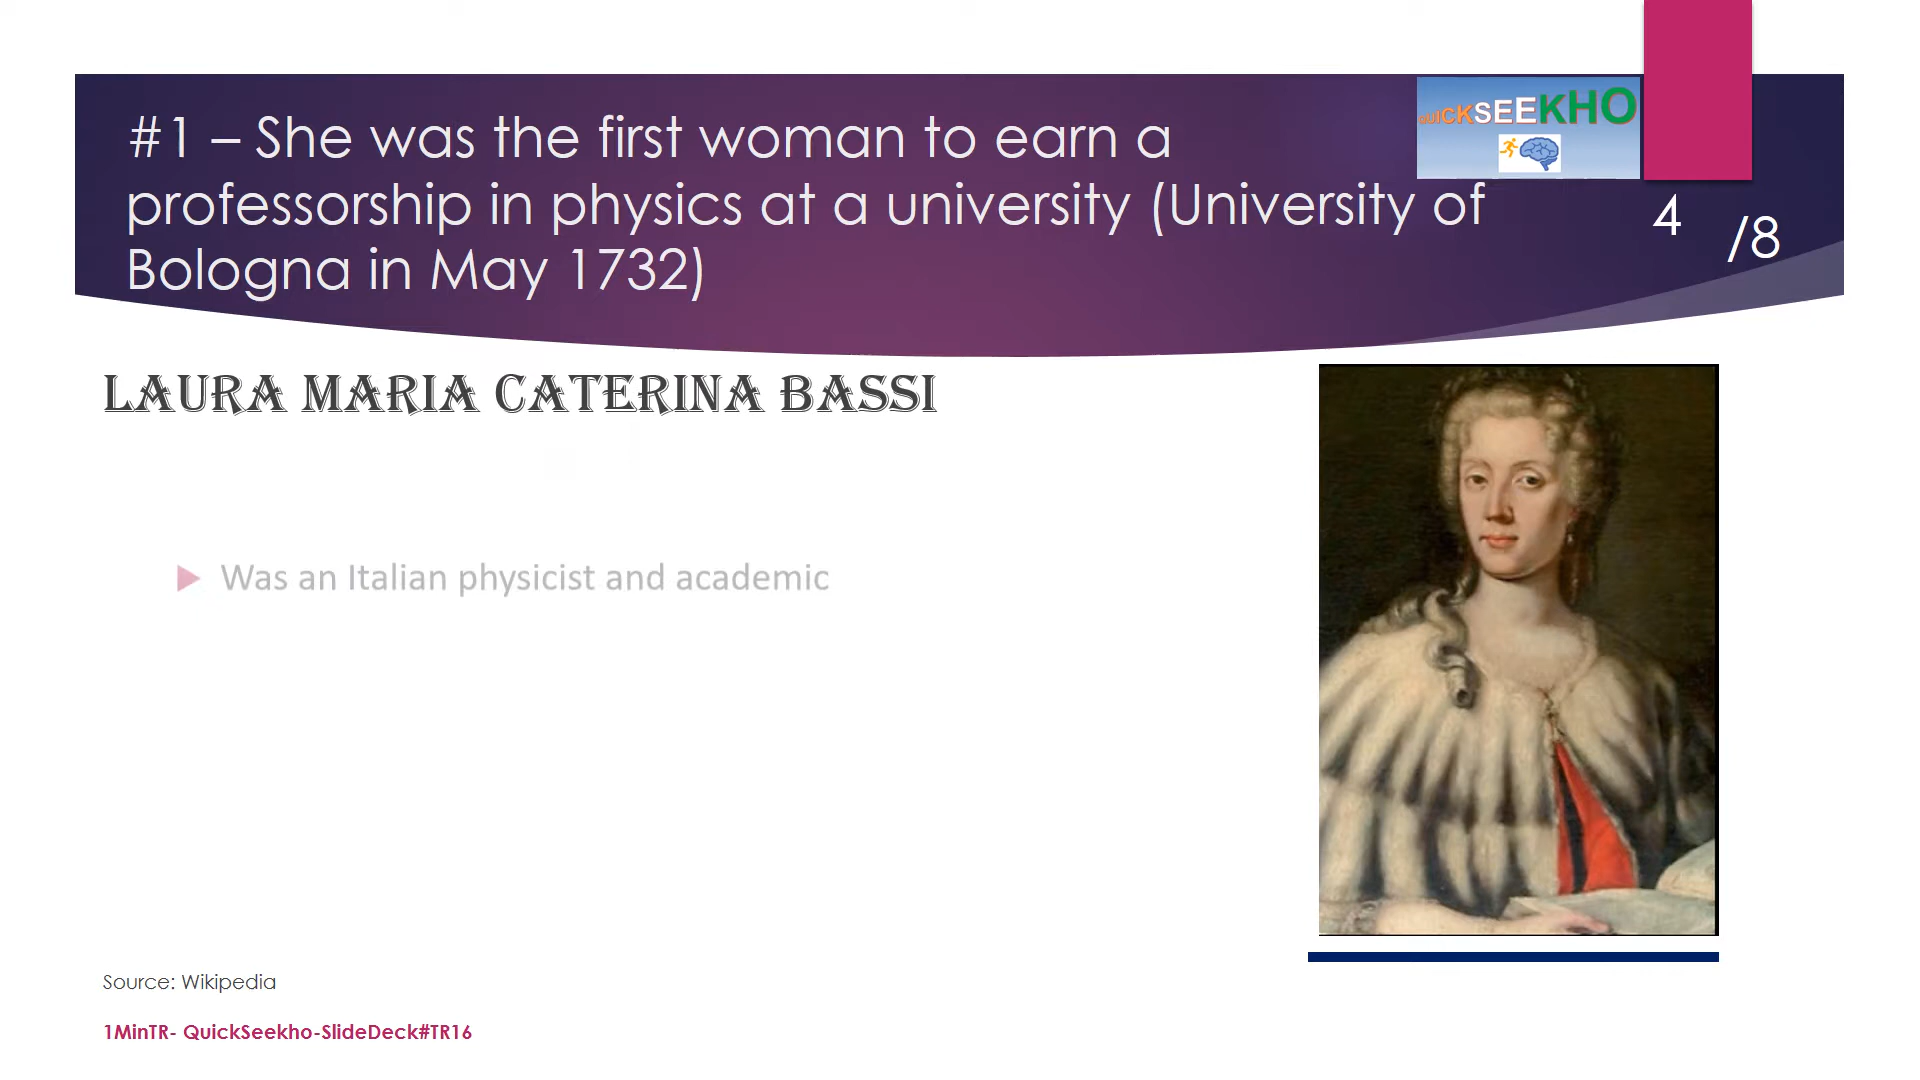 QUICKSEEKHO
#1 – She was the first woman to earn a
professorship in physics at a university (University of
Bologna in May 1732)
4 /8
LAURA MARIA CATERINA BASSI
Was an Italian physicist and academic
Source: Wikipedia
1MinTR- QuickSeekho-SlideDeck#TR16